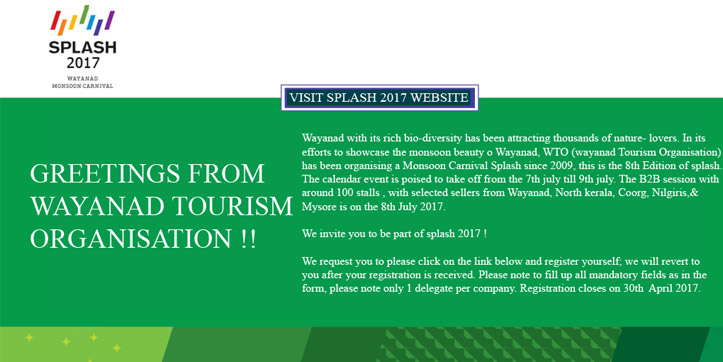 SPLASH
2017
WAYANAD
MONSOON CARNIVAL
VISIT SPLASH 2017 WEBSITE
GREETINGS FROM
WAYANAD TOURISM
ORGANISATION !!
Wayanad with its rich bio-diversity has been attracting thousands of nature- lovers. In its
efforts to showcase the monsoon beauty o Wayanad, WTO (wayanad Tourism Organisation)
has been organising a Monsoon Carnival Splash since 2009, this is the 8th Edition of splash.
The calendar event is poised to take off from the 7th july till 9th july. The B2B session with
around 100 stalls , with selected sellers from Wayanad, North kerala, Coorg, Nilgiris,&
Mysore is on the 8th July 2017.
We invite you to be part of splash 2017 !
We request you to please click on the link below and register yourself; we will revert to
you after your registration is received. Please note to fill up all mandatory fields as in the
form, please note only 1 delegate per company. Registration closes on 30th April 2017.